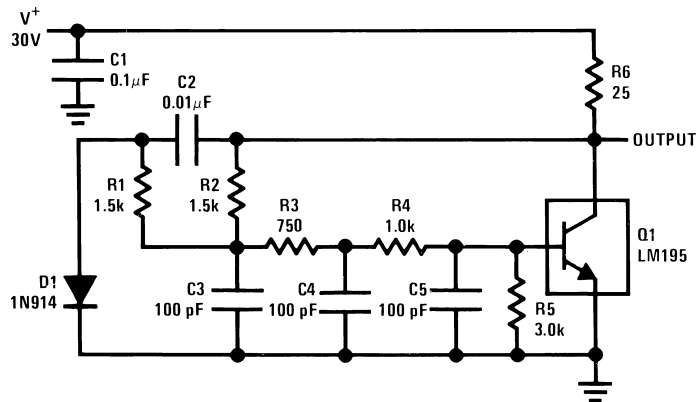 V+
30V
C1
0.1μF
C2
0.01μF
R6
25
OUTPUT
R1
1.5k
R2
1.5k
R3
750
R4
1.0k
Q1
LM195
D1
1N914
C3
100 pF
C4
100 pF
C5
100 pF
R5
3.0k